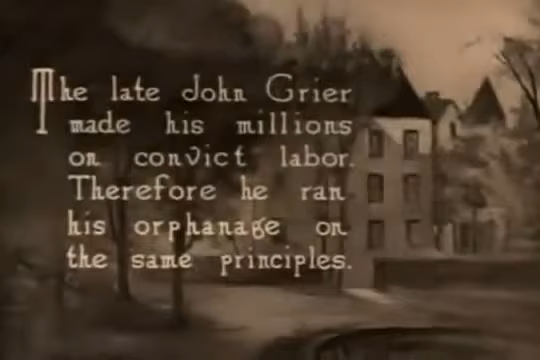 The late John Grier
made his millions
on convict labor.
Therefore he ran
his orphanage on
the same principles.